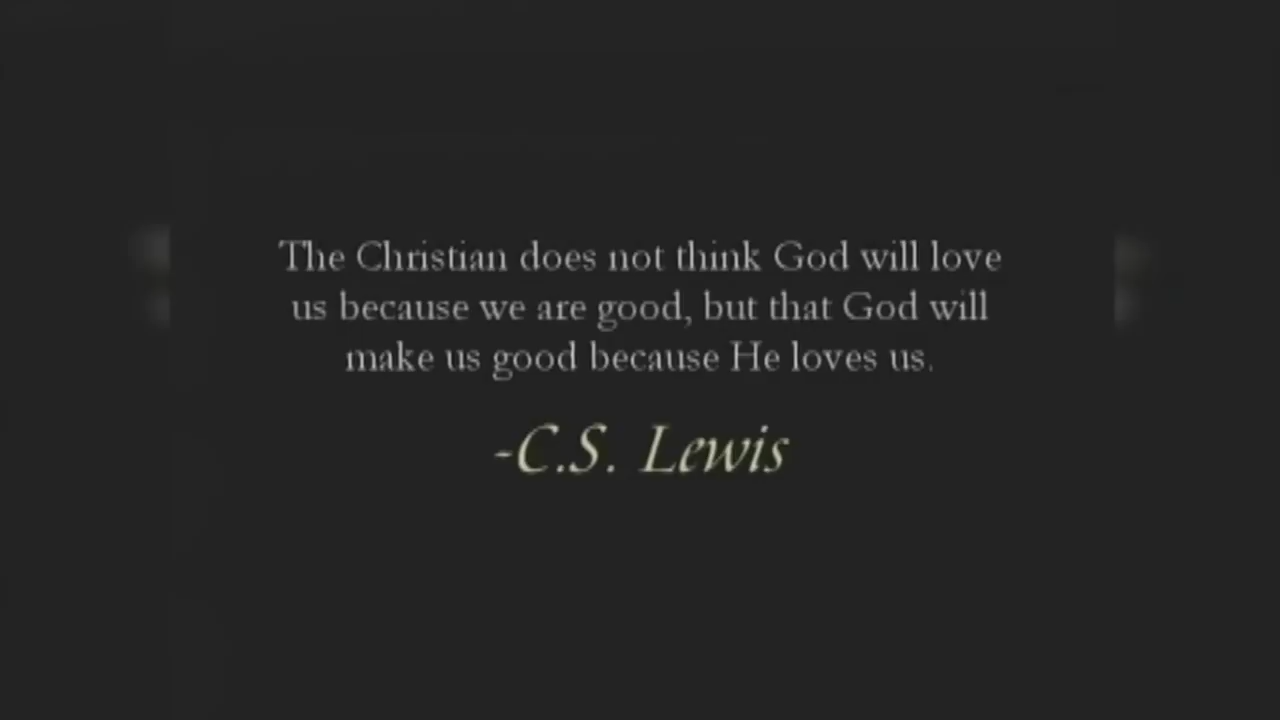 The Christian does not think God will love
us because we are good, but that God will
make us good because He loves us.
-C.S. Lewis